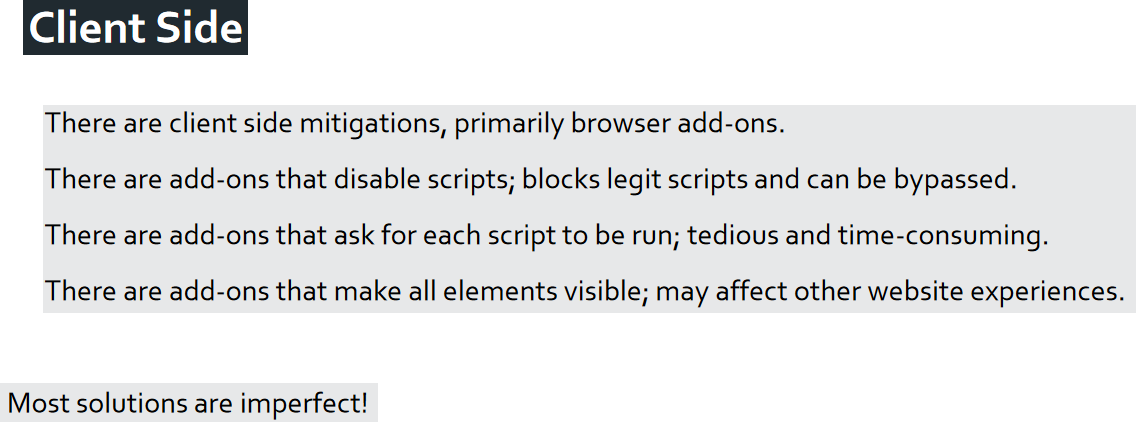 Client Side
There are client side mitigations, primarily browser add-ons.
There are add-ons that disable scripts; blocks legit scripts and can be bypassed.
There are add-ons that ask for each script to be run; tedious and time-consuming.
There are add-ons that make all elements visible; may affect other website experiences.
Most solutions are imperfect!